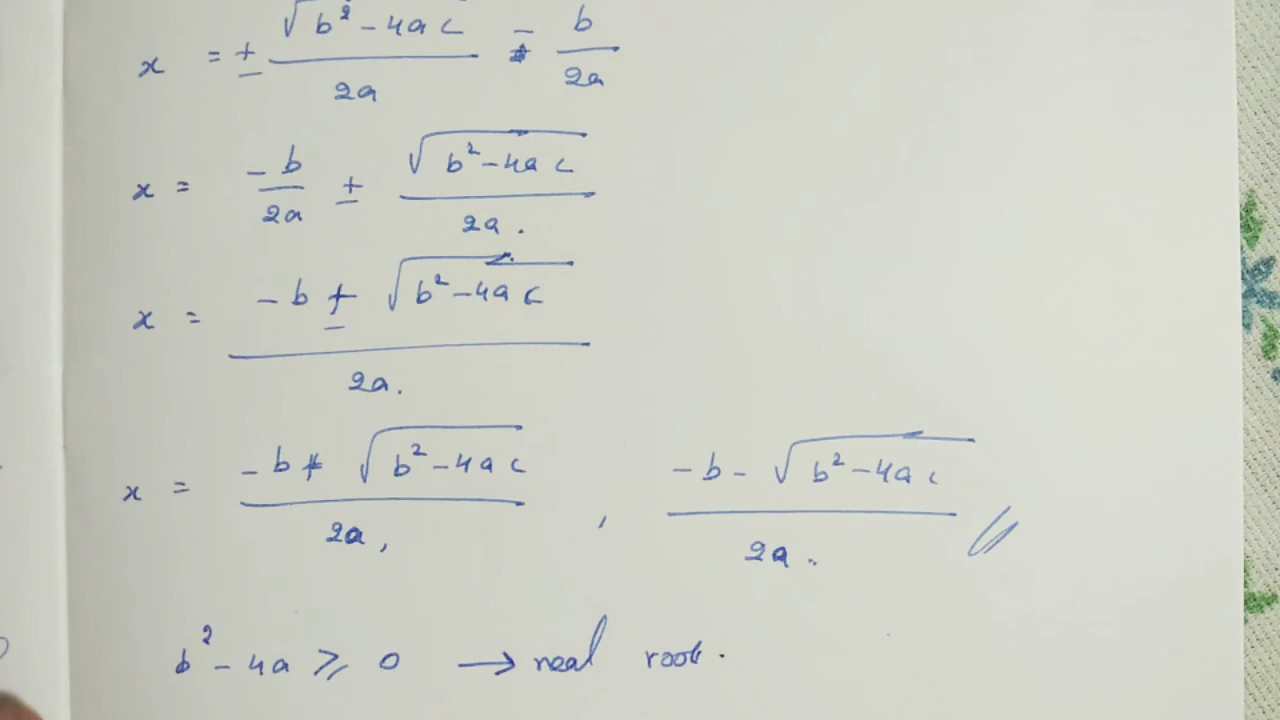 x = ± √(b² - 4ac) / 2a - b / 2a
x = -b / 2a ± √(b² - 4ac) / 2a.
x = (-b ± √(b² - 4ac)) / 2a.
x = (-b + √(b² - 4ac)) / 2a, , (-b - √(b² - 4ac)) / 2a.
b² - 4a ⩾ 0 → real root.